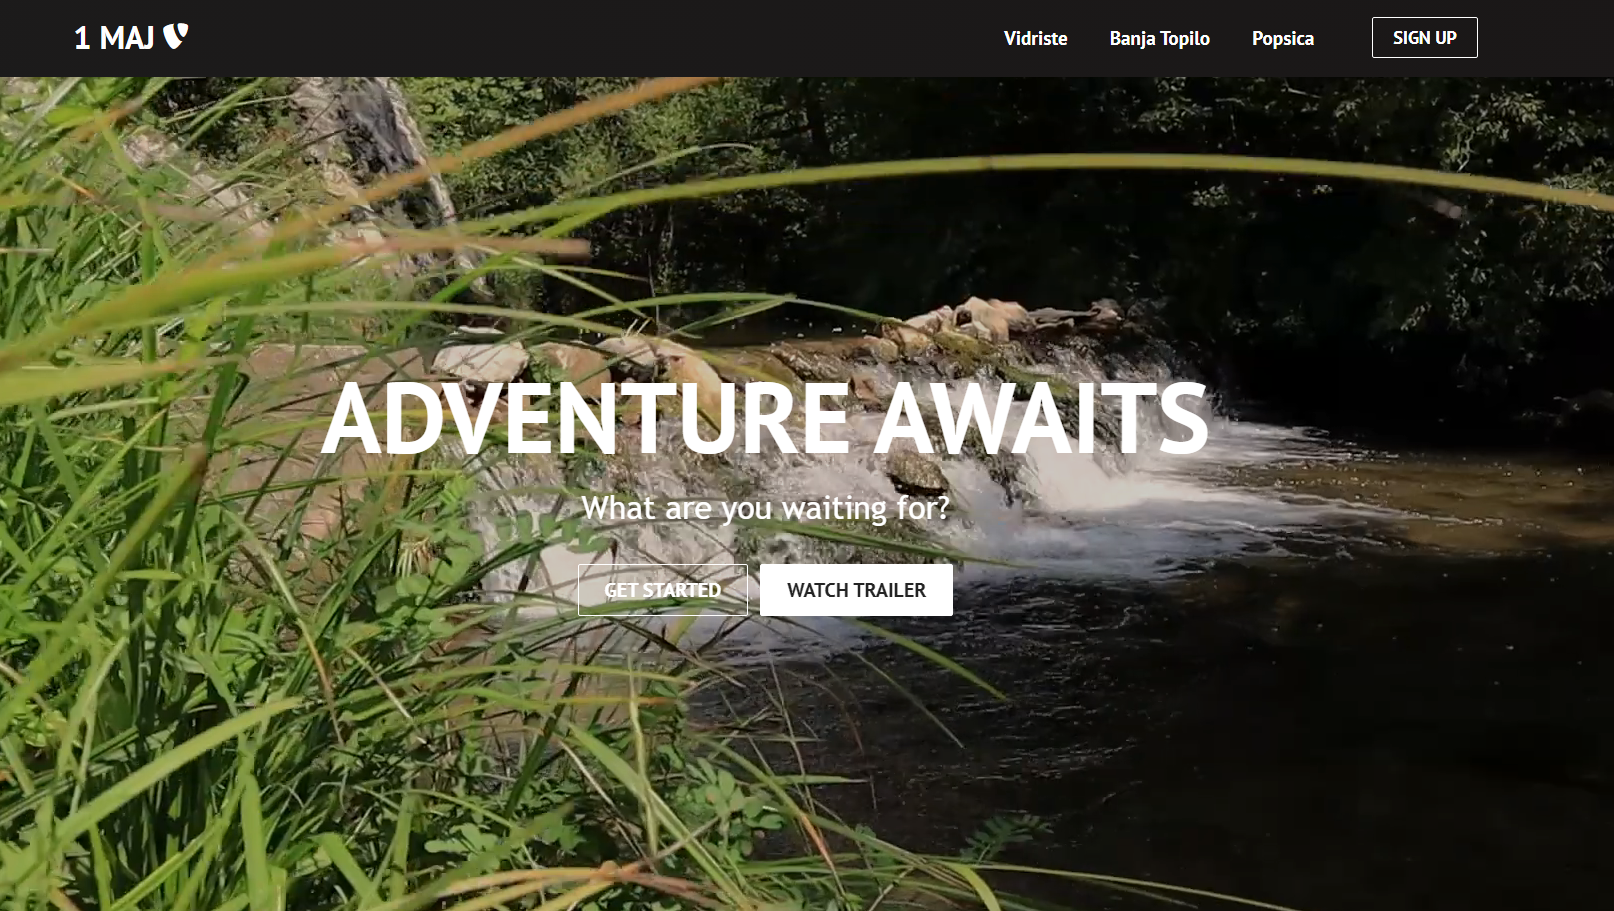 1 MAJ
Vidriste
Banja Topilo
Popsica
SIGN UP
ADVENTURE AWAITS
What are you waiting for?
GET STARTED
WATCH TRAILER